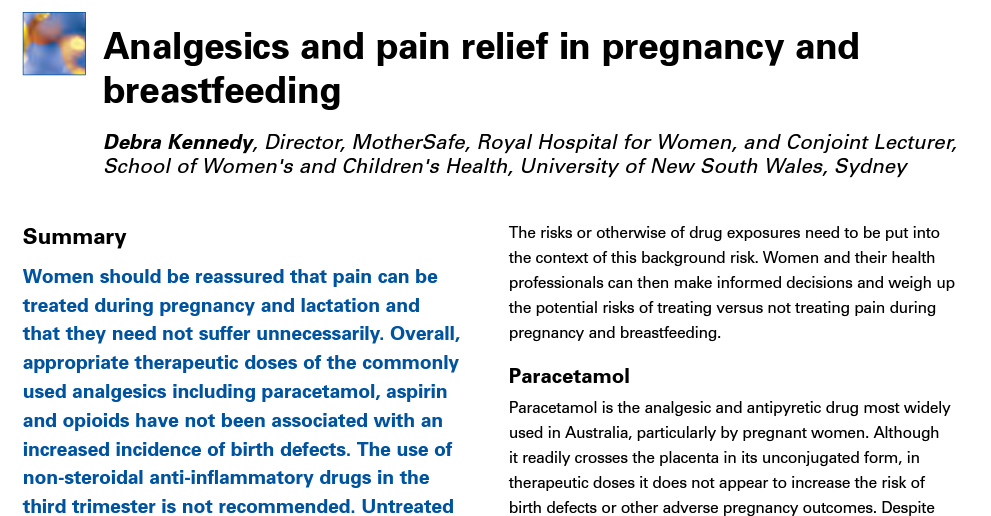 Analgesics and pain relief in pregnancy and
breastfeeding
Debra Kennedy, Director, MotherSafe, Royal Hospital for Women, and Conjoint Lecturer,
School of Women's and Children's Health, University of New South Wales, Sydney
Summary
Women should be reassured that pain can be
treated during pregnancy and lactation and
that they need not suffer unnecessarily. Overall,
appropriate therapeutic doses of the commonly
used analgesics including paracetamol, aspirin
and opioids have not been associated with an
increased incidence of birth defects. The use of
non-steroidal anti-inflammatory drugs in the
third trimester is not recommended. Untreated
The risks or otherwise of drug exposures need to be put into
the context of this background risk. Women and their health
professionals can then make informed decisions and weigh up
the potential risks of treating versus not treating pain during
pregnancy and breastfeeding.
Paracetamol
Paracetamol is the analgesic and antipyretic drug most widely
used in Australia, particularly by pregnant women. Although
it readily crosses the placenta in its unconjugated form, in
therapeutic doses it does not appear to increase the risk of
birth defects or other adverse pregnancy outcomes. Despite